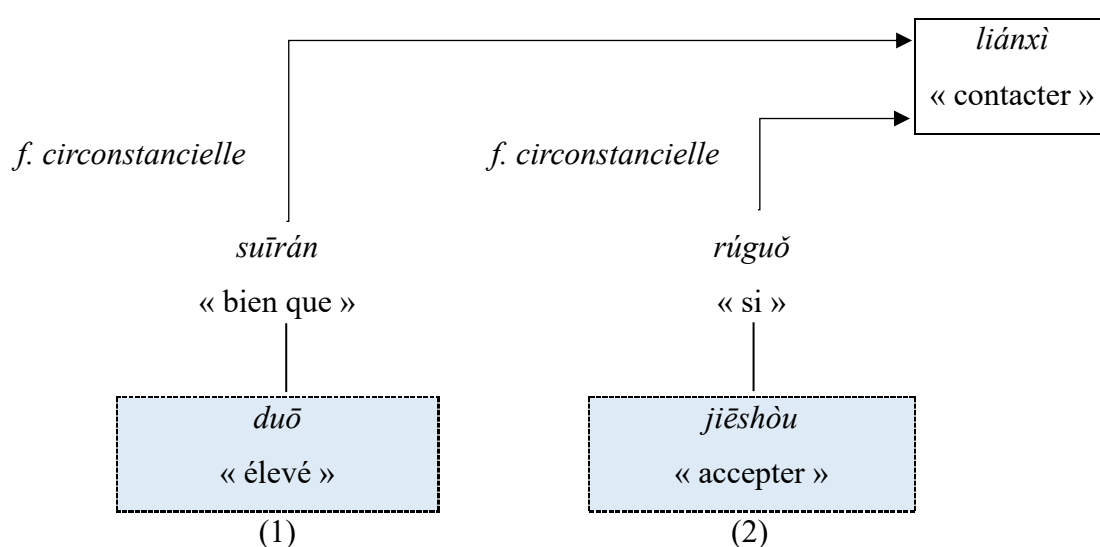 liánxì
« contacter »
f. circonstancielle
f. circonstancielle
suīrán
« bien que »
rúguǒ
« si »
duō
« élevé »
jiēshòu
« accepter »
(1)
(2)